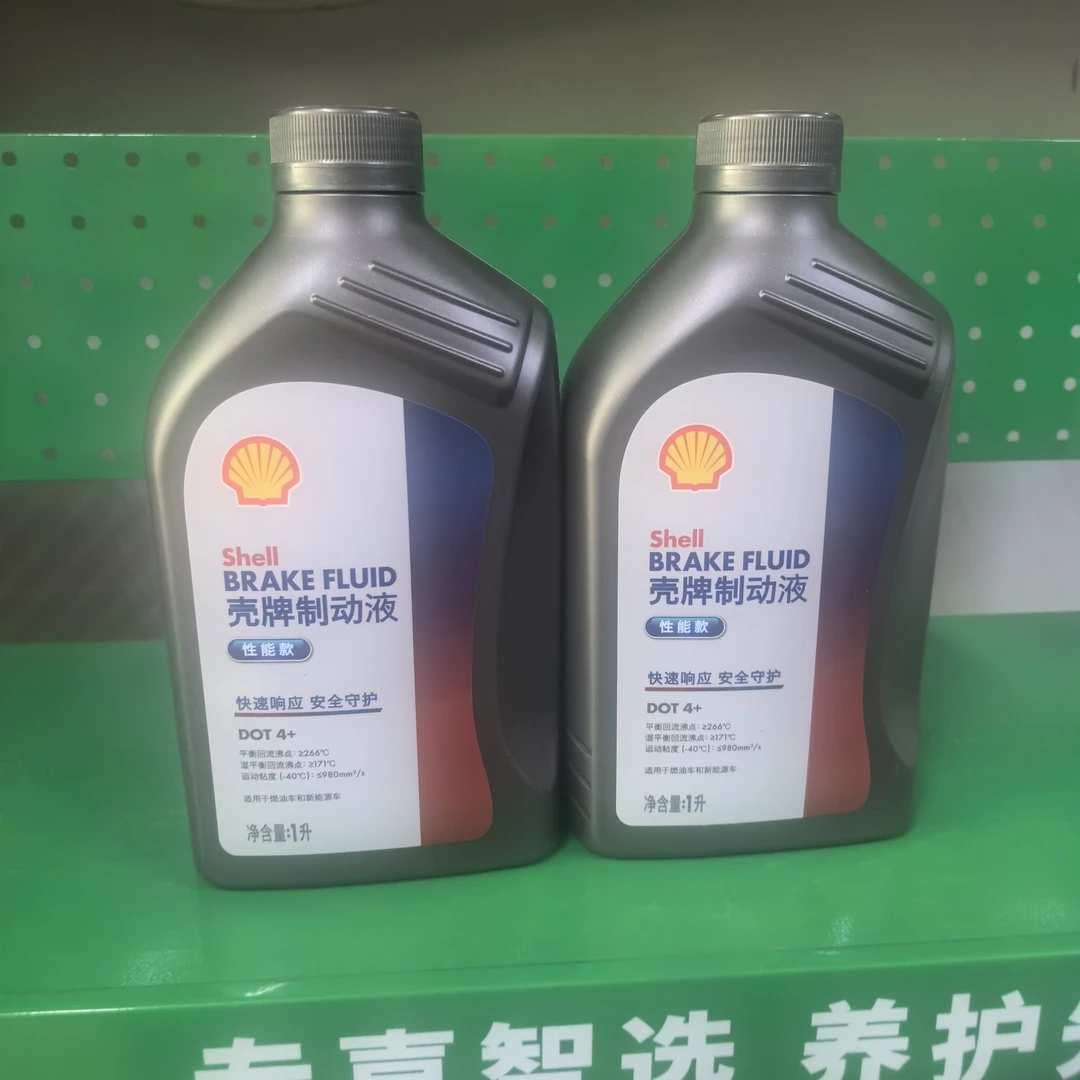 Shell
BRAKE FLUID
壳牌制动液
性能款
快速响应 安全守护
DOT 4+
平衡回流沸点：≥266℃
湿平衡回流沸点：≥171℃
运动粘度 (-40℃)：≤980mm²/s
适用于燃油车和新能源车
净含量:1升
Shell
BRAKE FLUID
壳牌制动液
性能款
快速响应 安全守护
DOT 4+
平衡回流沸点：≥266℃
湿平衡回流沸点：≥171℃
运动粘度 (-40℃)：≤980mm²/s
适用于燃油车和新能源车
净含量:1升
智选 养护